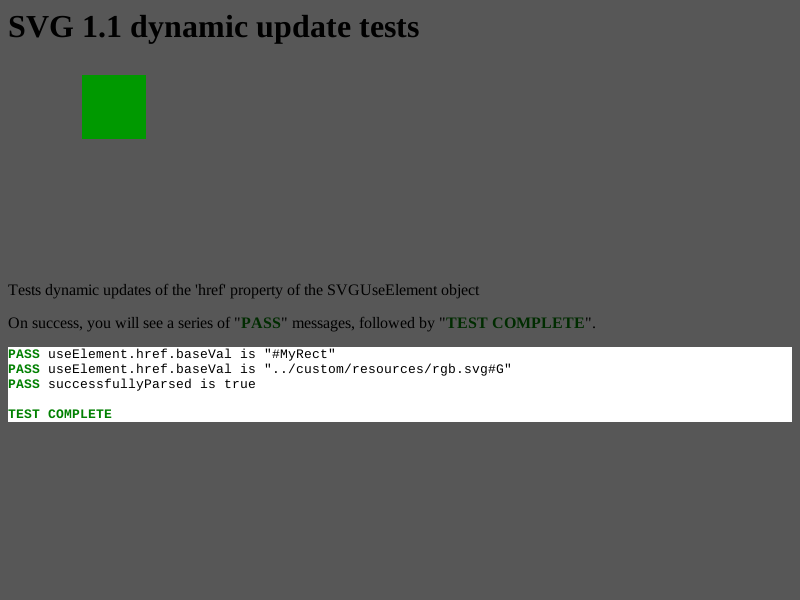 SVG 1.1 dynamic update tests
Tests dynamic updates of the 'href' property of the SVGUseElement object
On success, you will see a series of "PASS" messages, followed by "TEST COMPLETE".
PASS useElement.href.baseVal is "#MyRect"
PASS useElement.href.baseVal is "../custom/resources/rgb.svg#G"
PASS successfullyParsed is true
TEST COMPLETE